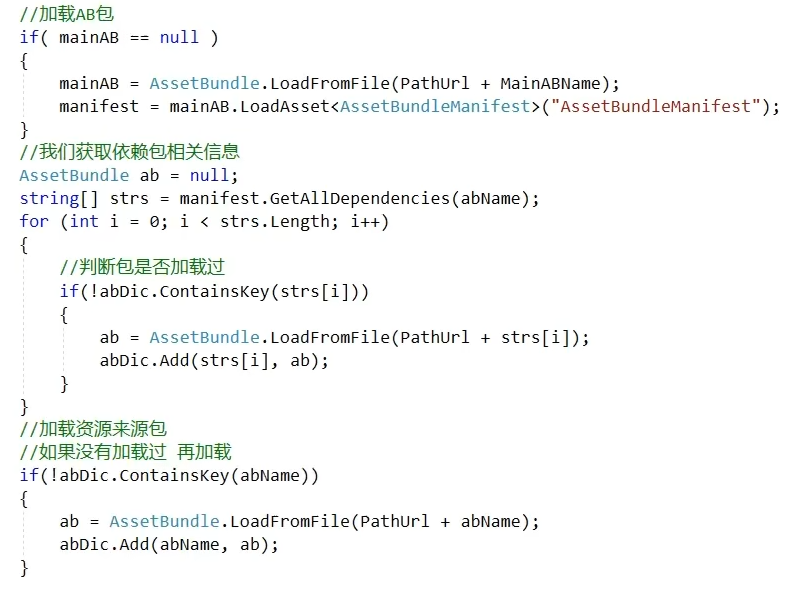 //加载AB包
if( mainAB == null )
{
    mainAB = AssetBundle.LoadFromFile(PathUrl + MainABName);
    manifest = mainAB.LoadAsset<AssetBundleManifest>("AssetBundleManifest");
}
//我们获取依赖包相关信息
AssetBundle ab = null;
string[] strs = manifest.GetAllDependencies(abName);
for (int i = 0; i < strs.Length; i++)
{
    //判断包是否加载过
    if(!abDic.ContainsKey(strs[i]))
    {
        ab = AssetBundle.LoadFromFile(PathUrl + strs[i]);
        abDic.Add(strs[i], ab);
    }
}
//加载资源来源包
//如果没有加载过 再加载
if(!abDic.ContainsKey(abName))
{
    ab = AssetBundle.LoadFromFile(PathUrl + abName);
    abDic.Add(abName, ab);
}